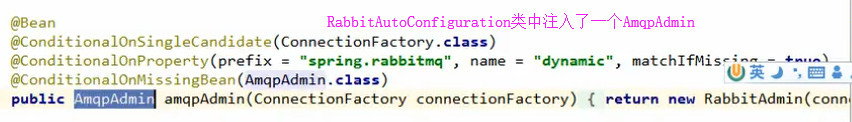 @Bean
RabbitAutoConfiguration类中注入了一个AmqpAdmin
@ConditionalOnSingleCandidate(ConnectionFactory.class)
@ConditionalOnProperty(prefix = "spring.rabbitmq", name = "dynamic", matchIfMissing = true)
@ConditionalOnMissingBean(AmqpAdmin.class)
英
public AmqpAdmin amqpAdmin(ConnectionFactory connectionFactory) { return new RabbitAdmin(conne